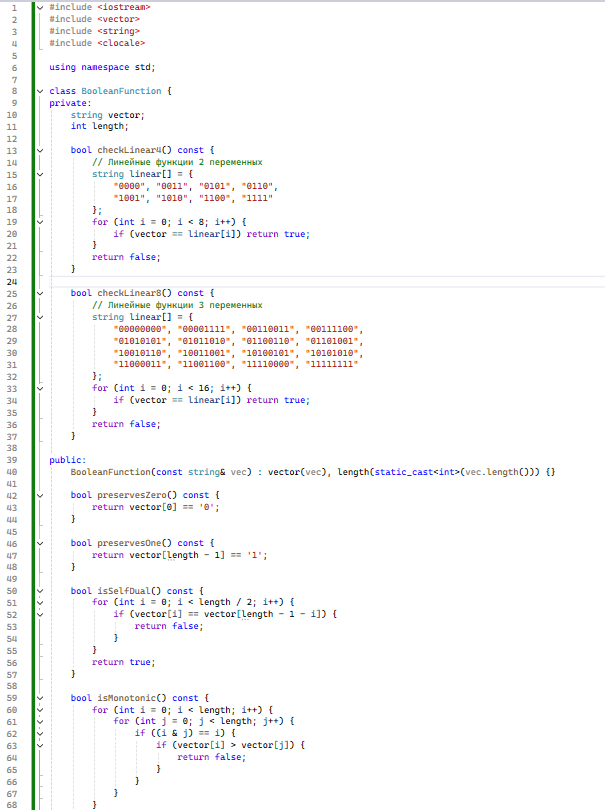 1 #include <iostream>
2 #include <vector>
3 #include <string>
4 #include <clocale>
5
6 using namespace std;
7
8 class BooleanFunction {
9 private:
10     string vector;
11     int length;
12
13     bool checkLinear4() const {
14         // Линейные функции 2 переменных
15         string linear[] = {
16             "0000", "0011", "0101", "0110",
17             "1001", "1010", "1100", "1111"
18         };
19         for (int i = 0; i < 8; i++) {
20             if (vector == linear[i]) return true;
21         }
22         return false;
23     }
24
25     bool checkLinear8() const {
26         // Линейные функции 3 переменных
27         string linear[] = {
28             "00000000", "00001111", "00110011", "00111100",
29             "01010101", "01011010", "01100110", "01101001",
30             "10010110", "10011001", "10100101", "10101010",
31             "11000011", "11001100", "11110000", "11111111"
32         };
33         for (int i = 0; i < 16; i++) {
34             if (vector == linear[i]) return true;
35         }
36         return false;
37     }
38
39 public:
40     BooleanFunction(const string& vec) : vector(vec), length(static_cast<int>(vec.length())) {}
41
42     bool preservesZero() const {
43         return vector[0] == '0';
44     }
45
46     bool preservesOne() const {
47         return vector[length - 1] == '1';
48     }
49
50     bool isSelfDual() const {
51         for (int i = 0; i < length / 2; i++) {
52             if (vector[i] == vector[length - 1 - i]) {
53                 return false;
54             }
55         }
56         return true;
57     }
58
59     bool isMonotonic() const {
60         for (int i = 0; i < length; i++) {
61             for (int j = 0; j < length; j++) {
62                 if ((i & j) == i) {
63                     if (vector[i] > vector[j]) {
64                         return false;
65                     }
66                 }
67             }
68         }